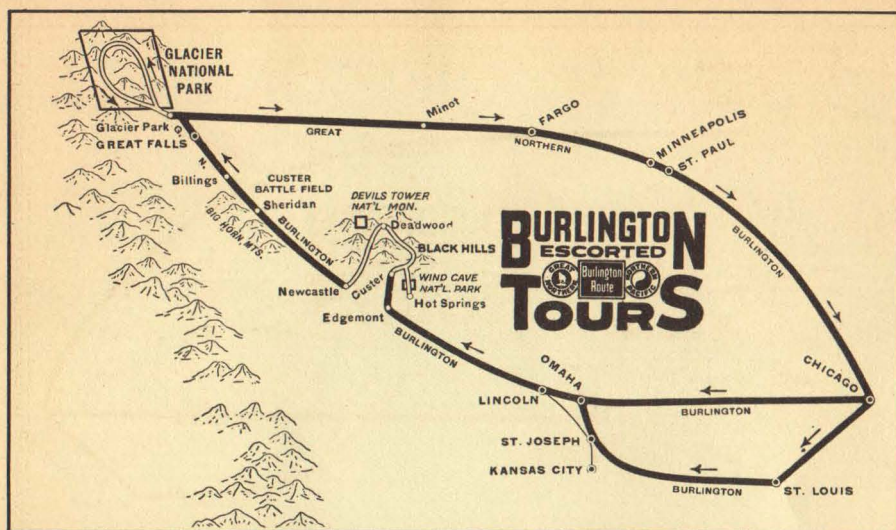 GLACIER
NATIONAL
PARK
Glacier Park
GREAT FALLS
G.
N.
Billings
GREAT
Minot
NORTHERN
FARGO
MINNEAPOLIS
ST. PAUL
BURLINGTON
CUSTER
BATTLE FIELD
Sheridan
BIG HORN MTS.
BURLINGTON
DEVILS TOWER
NAT'L MON.
Deadwood
BLACK HILLS
Custer
WIND CAVE
NAT'L. PARK
Hot Springs
Newcastle
Edgemont
BURLINGTON
BURLINGTON
ESCORTED
GREAT NORTHERN
Burlington
Route
NORTHERN PACIFIC
TOURS
OMAHA
LINCOLN
CHICAGO
BURLINGTON
ST. JOSEPH
KANSAS CITY
BURLINGTON
ST. LOUIS